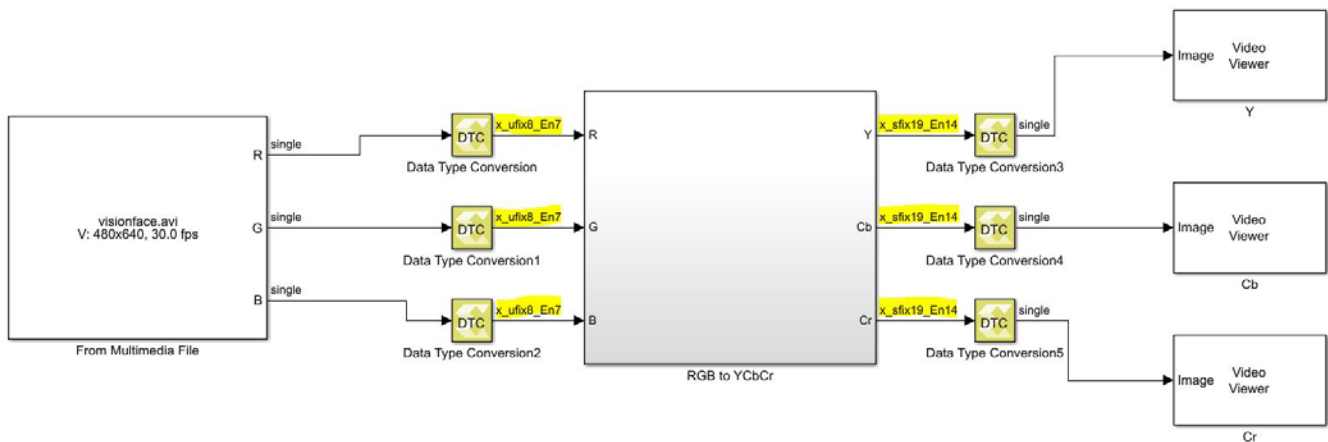 visionface.avi
V: 480x640, 30.0 fps
R
G
B
From Multimedia File
single
single
single
DTC
Data Type Conversion
DTC
Data Type Conversion1
DTC
Data Type Conversion2
x_ufix8_En7
x_ufix8_En7
x_ufix8_En7
R
G
B
Y
Cb
Cr
RGB to YCbCr
x_sfix19_En14
x_sfix19_En14
x_sfix19_En14
DTC
Data Type Conversion3
DTC
Data Type Conversion4
DTC
Data Type Conversion5
single
single
single
Image
Video
Viewer
Y
Image
Video
Viewer
Cb
Image
Video
Viewer
Cr